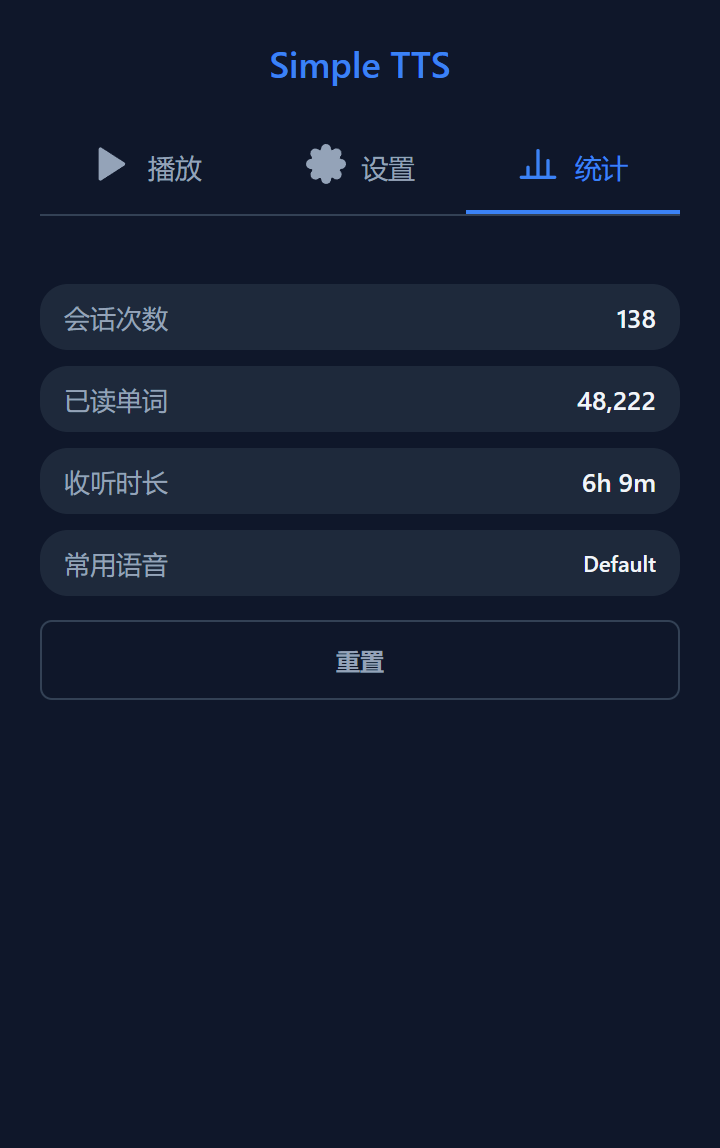 Simple TTS
播放 设置 统计
会话次数 138
已读单词 48,222
收听时长 6h 9m
常用语音 Default
重置